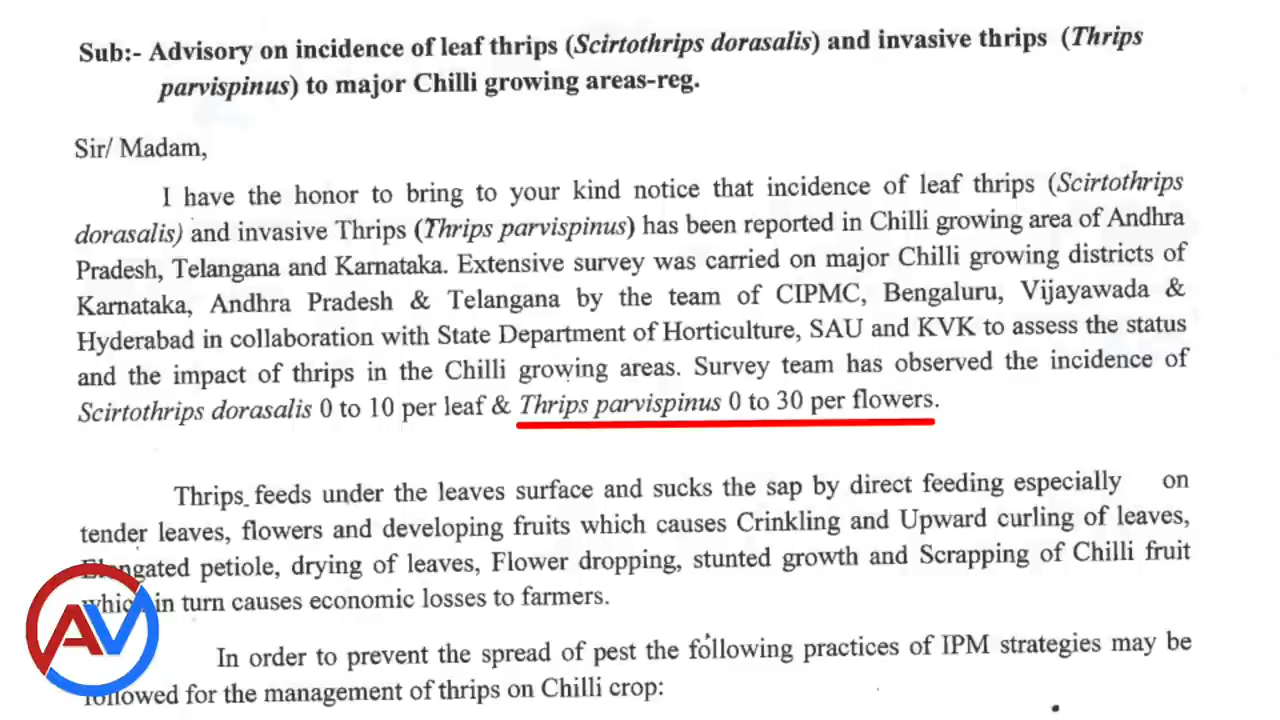 Sub:- Advisory on incidence of leaf thrips (Scirtothrips dorasalis) and invasive thrips (Thrips
parvispinus) to major Chilli growing areas-reg.
Sir/ Madam,
I have the honor to bring to your kind notice that incidence of leaf thrips (Scirtothrips
dorasalis) and invasive Thrips (Thrips parvispinus) has been reported in Chilli growing area of Andhra
Pradesh, Telangana and Karnataka. Extensive survey was carried on major Chilli growing districts of
Karnataka, Andhra Pradesh & Telangana by the team of CIPMC, Bengaluru, Vijayawada &
Hyderabad in collaboration with State Department of Horticulture, SAU and KVK to assess the status
and the impact of thrips in the Chilli growing areas. Survey team has observed the incidence of
Scirtothrips dorasalis 0 to 10 per leaf & Thrips parvispinus 0 to 30 per flowers.
Thrips feeds under the leaves surface and sucks the sap by direct feeding especially on
tender leaves, flowers and developing fruits which causes Crinkling and Upward curling of leaves,
Elongated petiole, drying of leaves, Flower dropping, stunted growth and Scrapping of Chilli fruit
which in turn causes economic losses to farmers.
In order to prevent the spread of pest the following practices of IPM strategies may be
followed for the management of thrips on Chilli crop:
AV